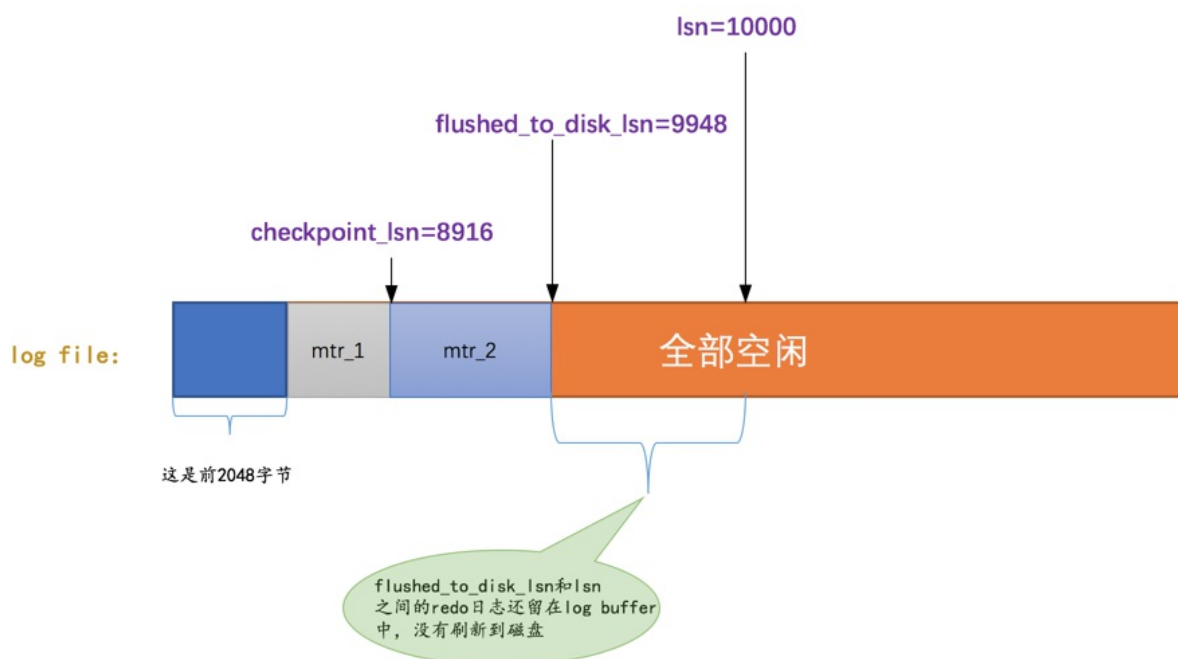 lsn=10000
flushed_to_disk_lsn=9948
checkpoint_lsn=8916
log file:
mtr_1
mtr_2
全部空闲
这是前2048字节
flushed_to_disk_lsn和lsn
之间的redo日志还留在log buffer
中，没有刷新到磁盘